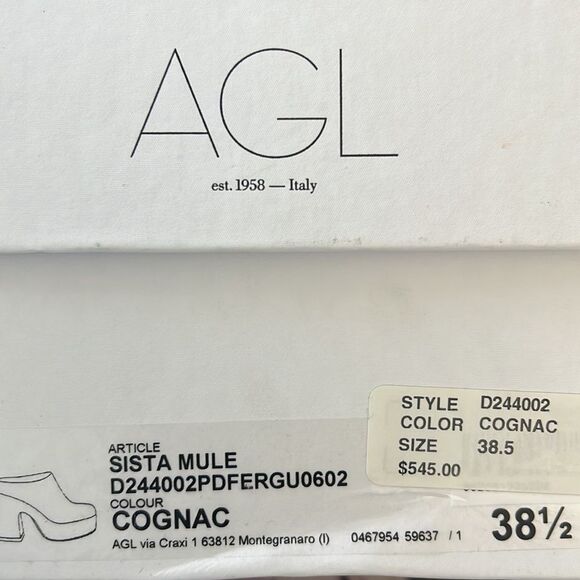 AGL
est. 1958 — Italy
STYLE D244002
COLOR COGNAC
SIZE 38.5
$545.00
ARTICLE
SISTA MULE
D244002PDFERGU0602
COLOUR
COGNAC
AGL via Craxi 1 63812 Montegranaro (I) 0467954 59637 / 1
38½